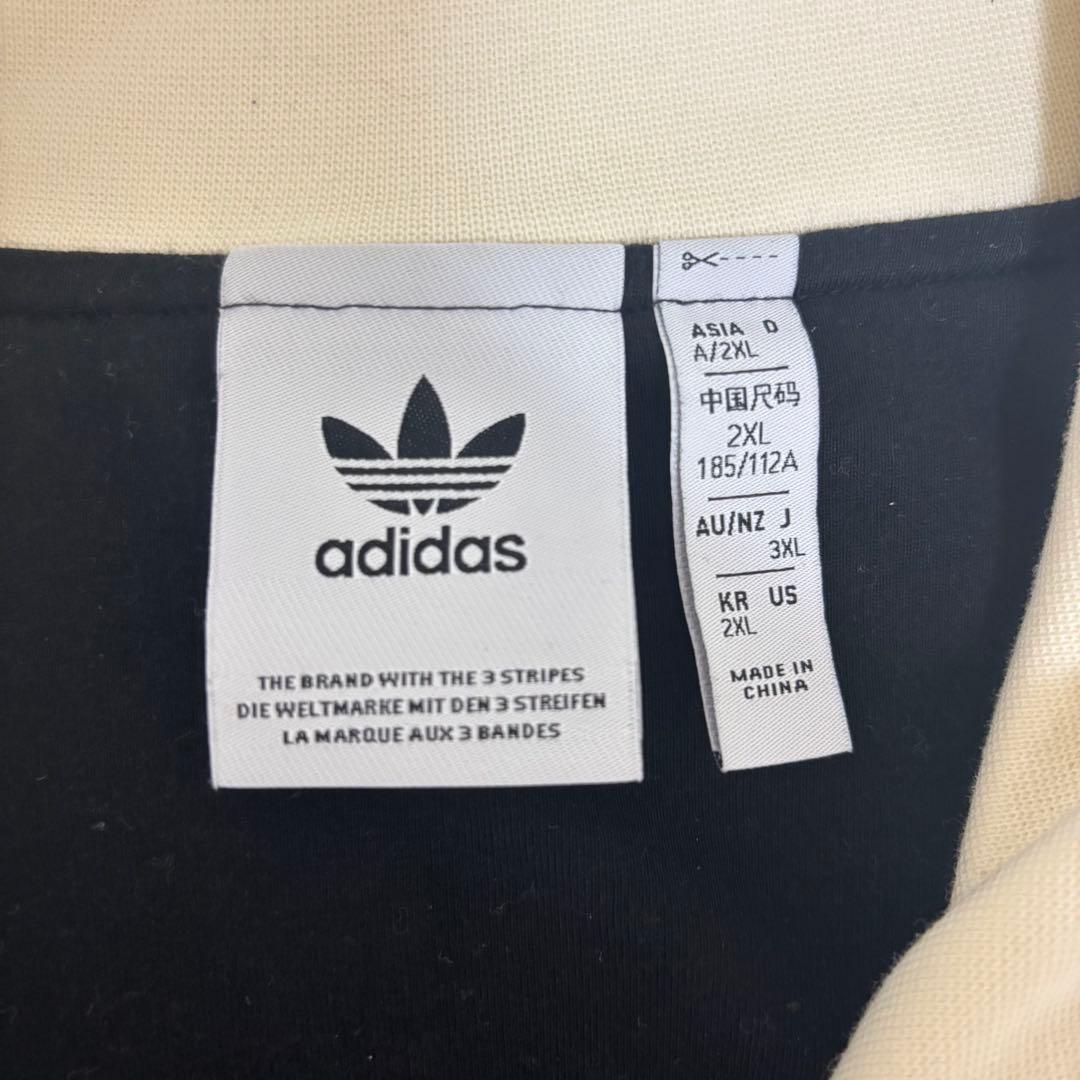 adidas
THE BRAND WITH THE 3 STRIPES
DIE WELTMARKE MIT DEN 3 STREIFEN
LA MARQUE AUX 3 BANDES
ASIA D
A/2XL
中国尺码
2XL
185/112A
AU/NZ J
3XL
KR US
2XL
MADE IN
CHINA